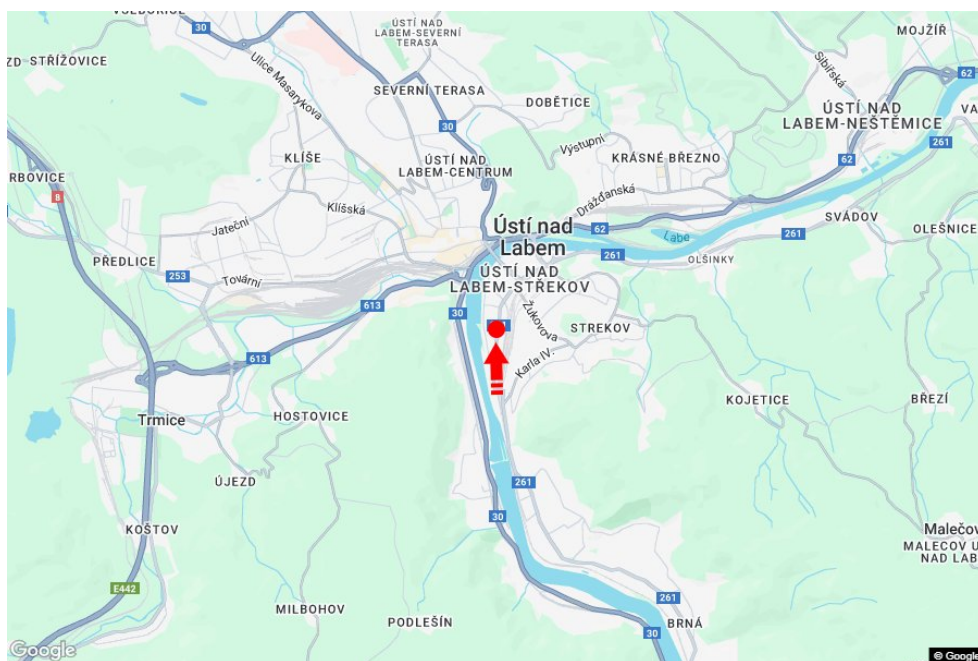 VŠEBOŘICE
30
ÚSTÍ NAD
LABEM-SEVERNÍ
TERASA
MOJŽÍŘ
ZD
STŘÍŽOVICE
Ulice Masarykova
Sibiřská
62
SEVERNÍ TERASA
DOBĚTICE
ÚSTÍ NAD
LABEM-NEŠTĚMICE
VA
30
261
KLÍŠE
Výstupní
ÚSTÍ NAD
LABEM-CENTRUM
KRÁSNÉ BŘEZNO
62
RBOVICE
8
Drážďanská
Klíšská
Jateční
Ústí nad
Labem
62
Labe
261
SVÁDOV
OLEŠNICE
PŘEDLICE
253
Tovární
261
OLŠINKY
ÚSTÍ NAD
LABEM-STŘEKOV
613
30
Žukovova
STREKOV
613
Karla IV.
Trmice
HOSTOVICE
KOJETICE
BŘEZÍ
ÚJEZD
261
30
KOŠTOV
Malečov
MALECOV U
NAD LAB
E442
MILBOHOV
PODLEŠÍN
261
BRNÁ
30
Google
© Google